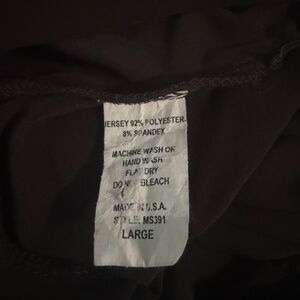 JERSEY 92% POLYESTER
8% SPANDEX
MACHINE WASH OR
HAND WASH
FLAT DRY
DO NOT BLEACH
MADE IN U.S.A.
STYLE: MS391
LARGE